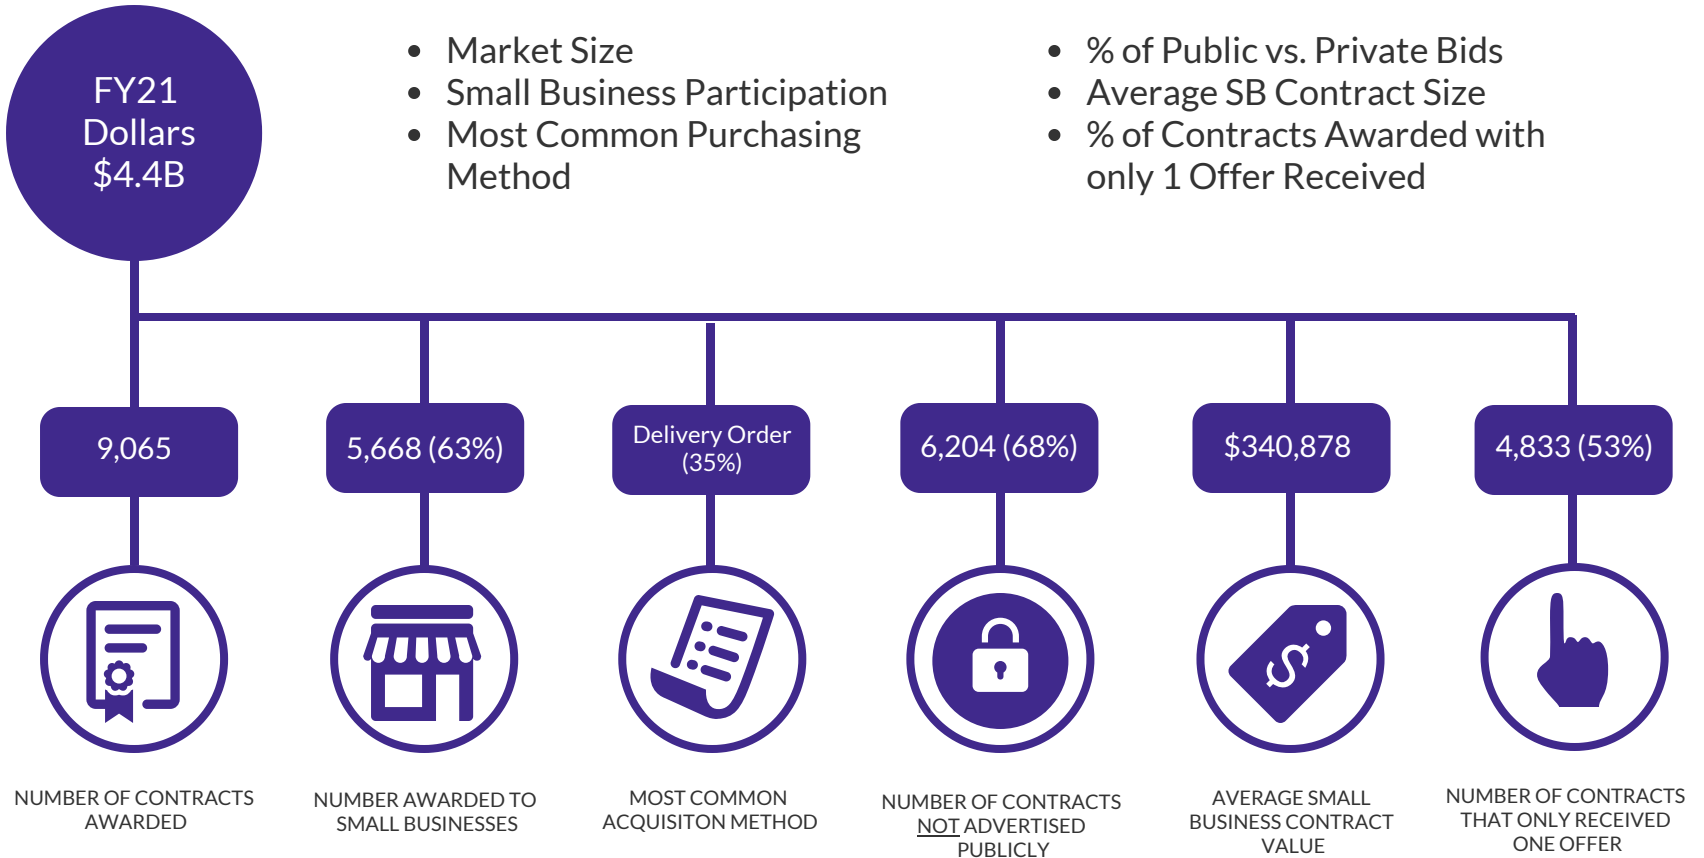 FY21
Dollars
$4.4B
• Market Size
• Small Business Participation
• Most Common Purchasing
Method
• % of Public vs. Private Bids
• Average SB Contract Size
• % of Contracts Awarded with
only 1 Offer Received
9,065
5,668 (63%)
Delivery Order
(35%)
6,204 (68%)
$340,878
4,833 (53%)
$
NUMBER OF CONTRACTS
AWARDED
NUMBER AWARDED TO
SMALL BUSINESSES
MOST COMMON
ACQUISITON METHOD
NUMBER OF CONTRACTS
NOT ADVERTISED
PUBLICLY
AVERAGE SMALL
BUSINESS CONTRACT
VALUE
NUMBER OF CONTRACTS
THAT ONLY RECEIVED
ONE OFFER